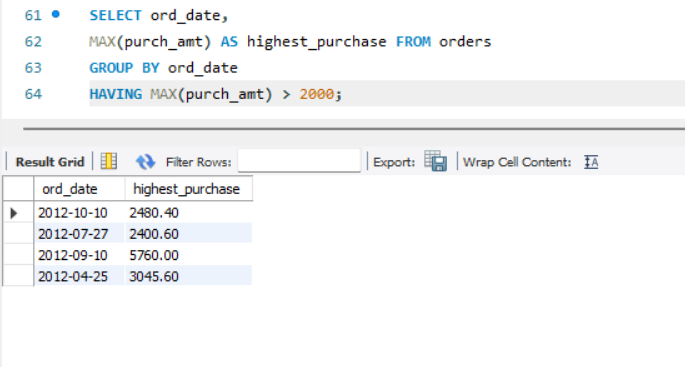 61 SELECT ord_date,
62 MAX(purch_amt) AS highest_purchase FROM orders
63 GROUP BY ord_date
64 HAVING MAX(purch_amt) > 2000;
Result Grid Filter Rows: Export: Wrap Cell Content: IA
ord_date highest_purchase
2012-10-10 2480.40
2012-07-27 2400.60
2012-09-10 5760.00
2012-04-25 3045.60